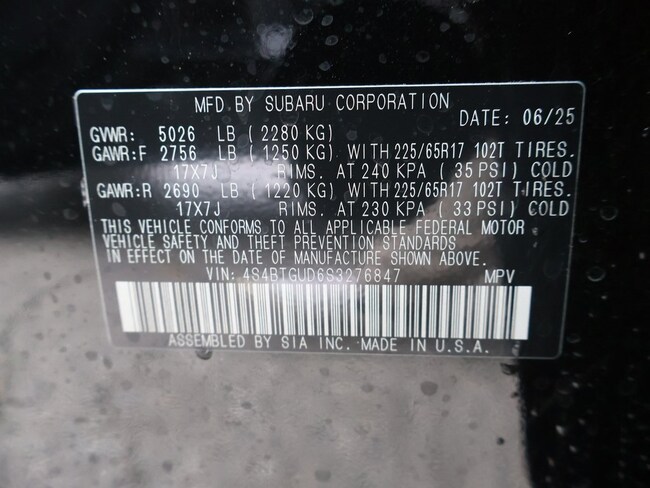 MFD.BY SUBARU CORPORATION
DATE: 06/25
GVWR: 5026 LB (2280 KG)
GAWR:F 2756 LB (1250 KG) WITH 225/65R17 102T TIRES.
17X7J RIMS. AT 240 KPA (35 PSI) COLD
GAWR:R 2690 LB (1220 KG) WITH 225/65R17 102T TIRES.
17X7J RIMS. AT 230 KPA (33 PSI) COLD
THIS VEHICLE CONFORMS TO ALL APPLICABLE FEDERAL MOTOR
VEHICLE SAFETY AND THEFT PREVENTION STANDARDS
IN EFFECT ON THE DATE OF MANUFACTURE SHOWN ABOVE.
VIN: 4S4BTGUD6S3276847 MPV
ASSEMBLED BY SIA INC. MADE IN U.S.A.